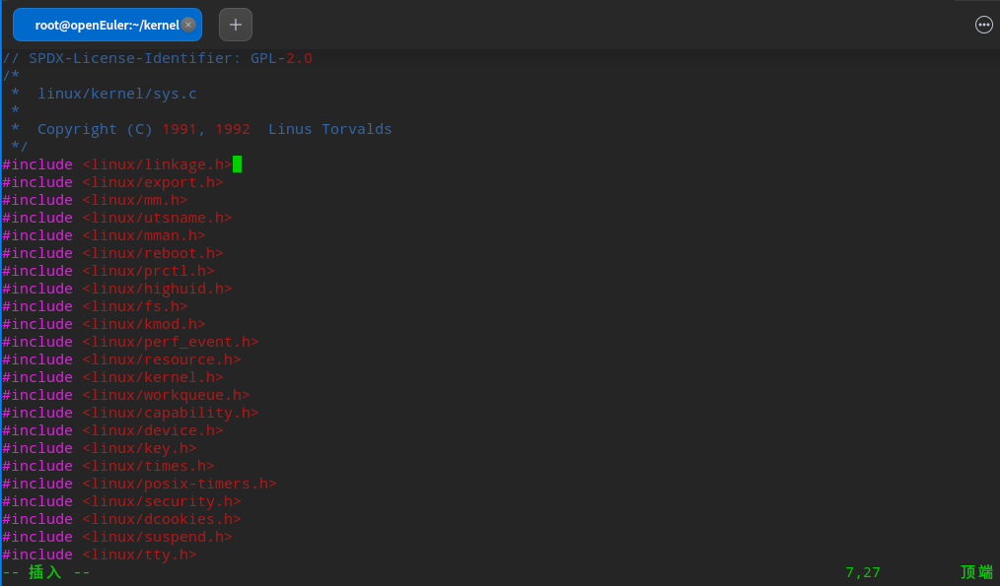 root@openEuler:~/kernel
// SPDX-License-Identifier: GPL-2.0
/*
 *  linux/kernel/sys.c
 *
 *  Copyright (C) 1991, 1992  Linus Torvalds
 */
#include <linux/linkage.h>
#include <linux/export.h>
#include <linux/mm.h>
#include <linux/utsname.h>
#include <linux/mman.h>
#include <linux/reboot.h>
#include <linux/prctl.h>
#include <linux/highuid.h>
#include <linux/fs.h>
#include <linux/kmod.h>
#include <linux/perf_event.h>
#include <linux/resource.h>
#include <linux/kernel.h>
#include <linux/workqueue.h>
#include <linux/capability.h>
#include <linux/device.h>
#include <linux/key.h>
#include <linux/times.h>
#include <linux/posix-timers.h>
#include <linux/security.h>
#include <linux/dcookies.h>
#include <linux/suspend.h>
#include <linux/tty.h>
-- 插入 -- 7,27 顶端